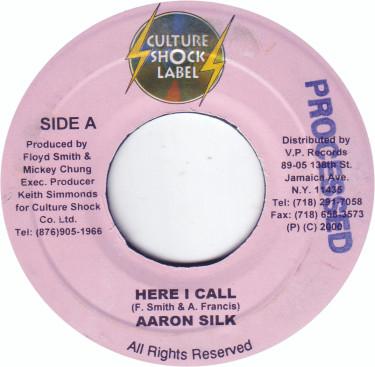 CULTURE
SHOCK
LABEL
SIDE A
Produced by
Floyd Smith &
Mickey Chung
Exec. Producer
Keith Simmonds
for Culture Shock
Co. Ltd.
Tel: (876)905-1966
Distributed by
V.P. Records
89-05 138th St.
Jamaica Ave.
N.Y. 11435
Tel: (718) 291-7058
Fax: (718) 658-3573
(P) (C) 2000
PROCESSED
HERE I CALL
(F. Smith & A. Francis)
AARON SILK
All Rights Reserved